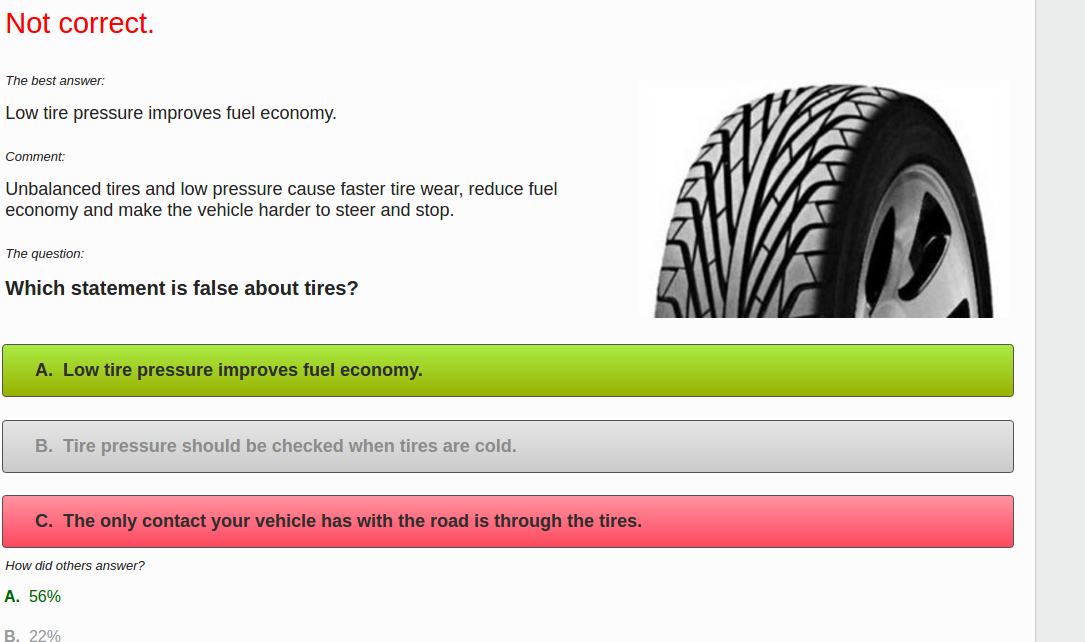 Not correct.
The best answer:
Low tire pressure improves fuel economy.
Comment:
Unbalanced tires and low pressure cause faster tire wear, reduce fuel
economy and make the vehicle harder to steer and stop.
The question:
Which statement is false about tires?
A. Low tire pressure improves fuel economy.
B. Tire pressure should be checked when tires are cold.
C. The only contact your vehicle has with the road is through the tires.
How did others answer?
A. 56%
B. 22%